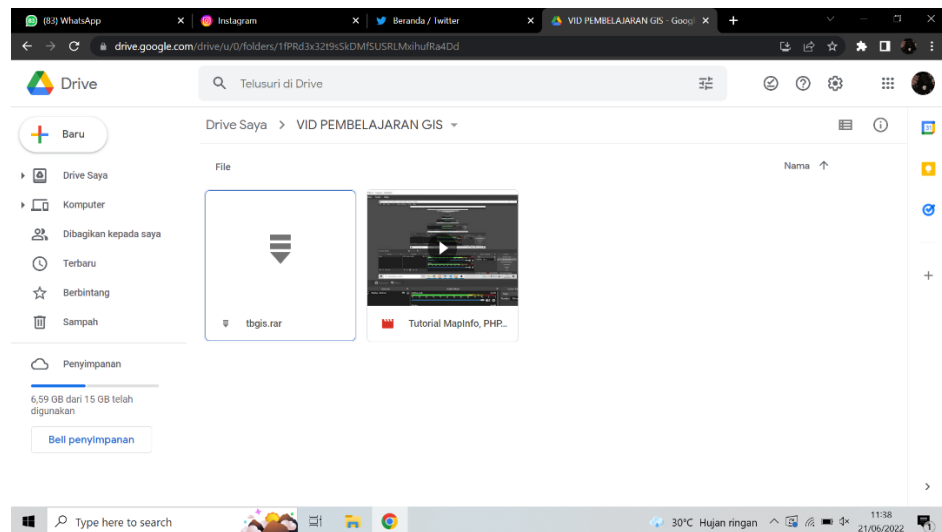 (83) WhatsApp
Instagram
Beranda / Twitter
VID PEMBELAJARAN GIS - Googl
drive.google.com/drive/u/0/folders/1fPRd3x32t9sSkDMfSUSRLMxihufRa4Dd
Drive
Telusuri di Drive
Baru
Drive Saya > VID PEMBELAJARAN GIS
File
Nama
Drive Saya
Komputer
Dibagikan kepada saya
Terbaru
Berbintang
Sampah
tbgis.rar
Tutorial MapInfo, PHP...
Penyimpanan
6,59 GB dari 15 GB telah
digunakan
Beli penyimpanan
31
Type here to search
30°C Hujan ringan
11:38
21/06/2022